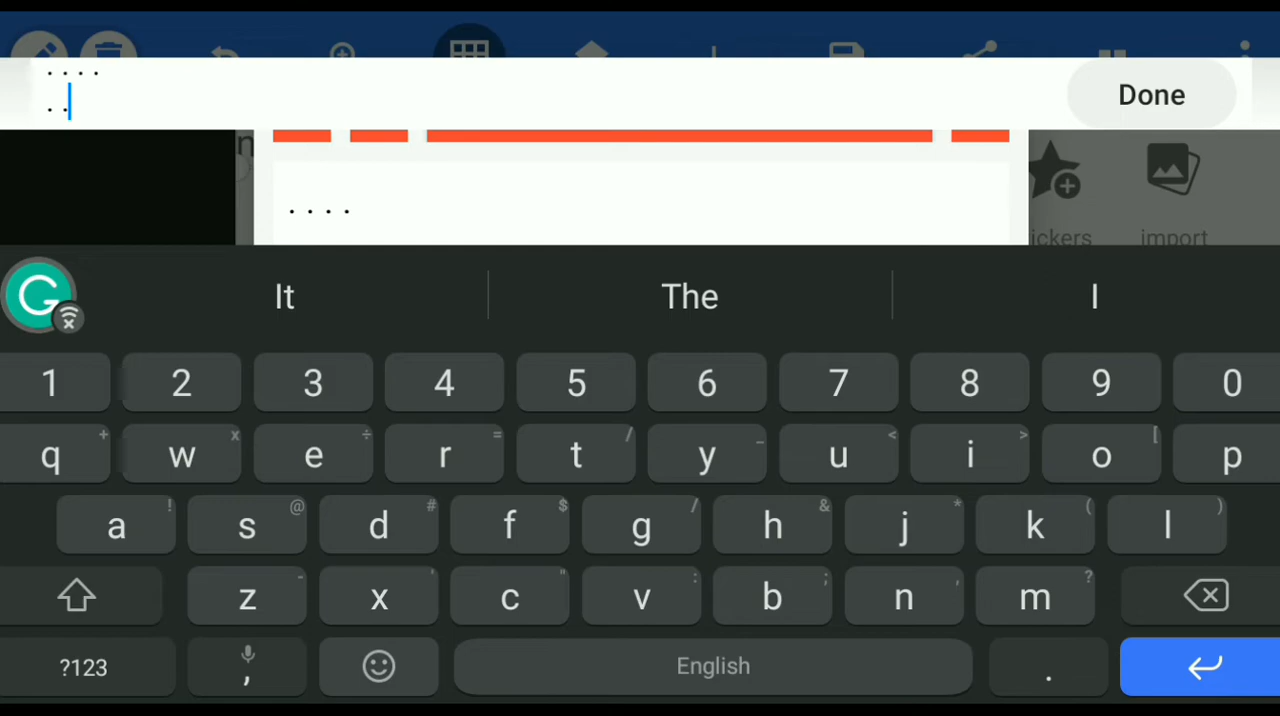 . . . .
. .
Done
n
. . . .
ickers
import
It
The
I
1 2 3 4 5 6 7 8 9 0
+ x ÷ = / _ < > [
q w e r t y u i o p
! @ # $ / & * ( )
a s d f g h j k l
- ' " : ; , ?
z x c v b n m
?123
,
English
.